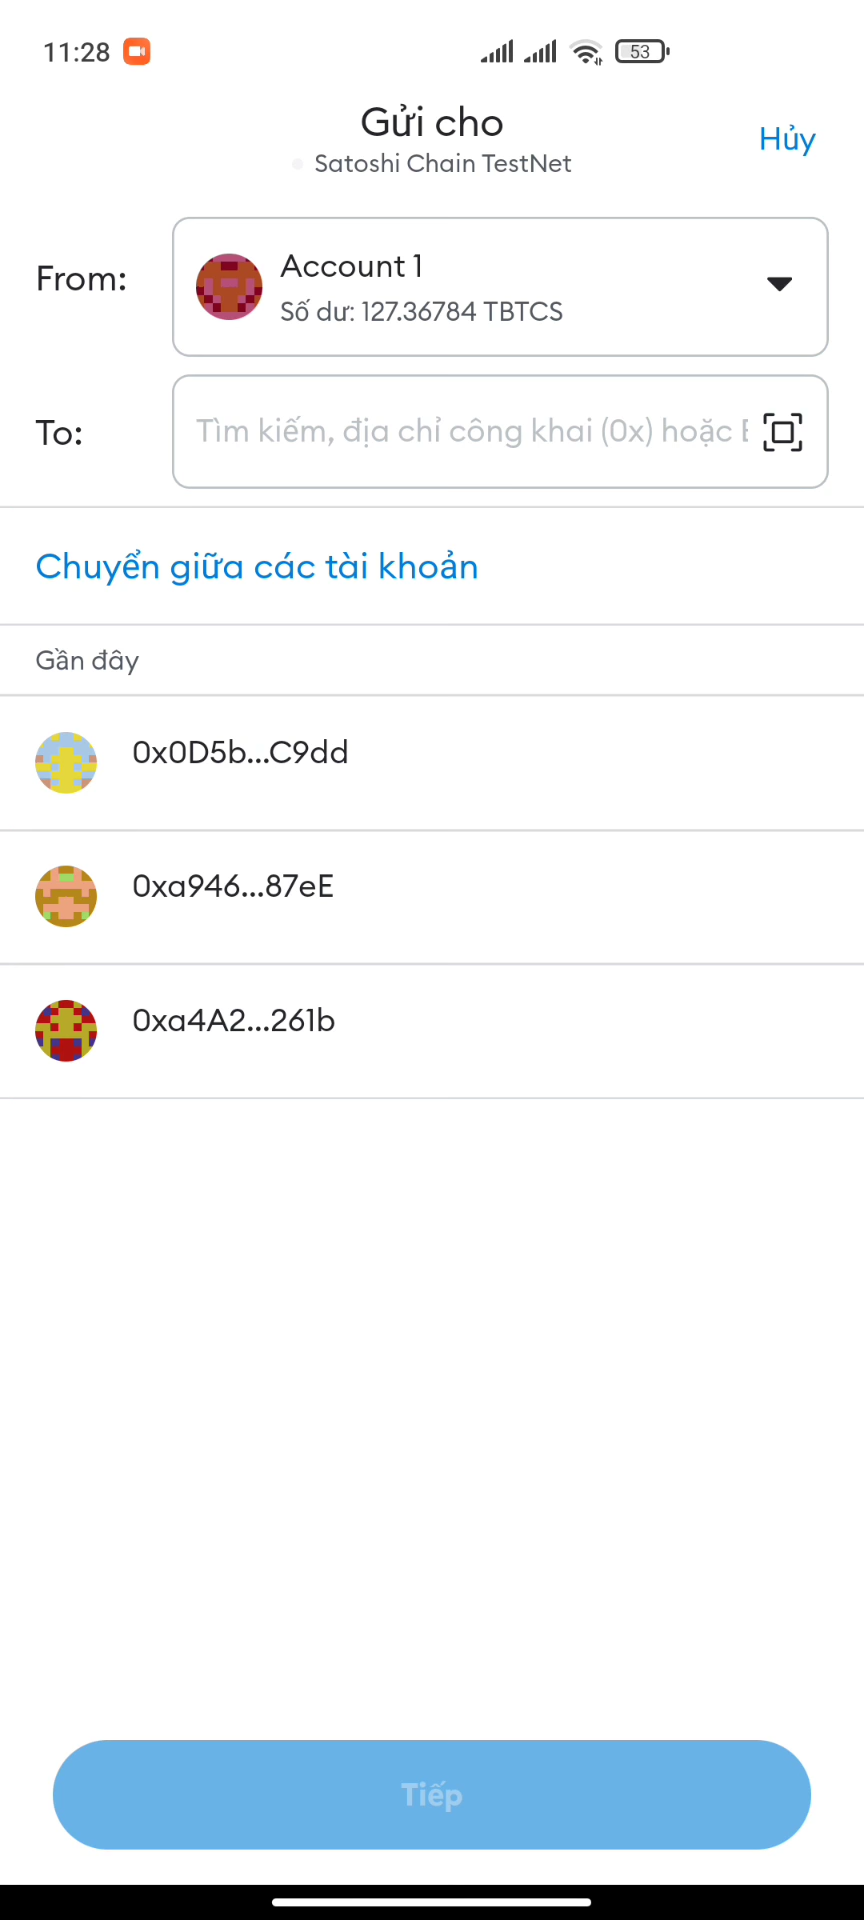 11:28
53
Gửi cho
Satoshi Chain TestNet
Hủy
From:
Account 1
Số dư: 127.36784 TBTCS
To:
Tìm kiếm, địa chỉ công khai (0x) hoặc
Chuyển giữa các tài khoản
Gần đây
0x0D5b...C9dd
0xa946...87eE
0xa4A2...261b
Tiếp